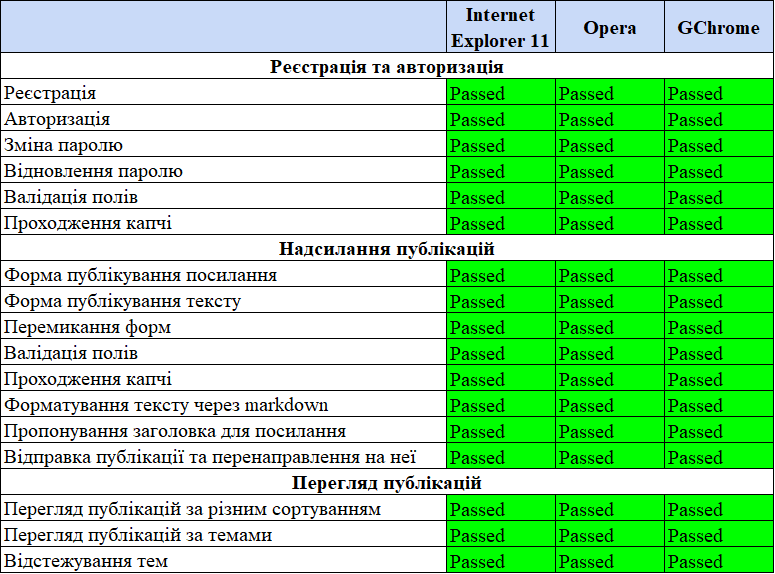 Internet Explorer 11 Opera GChrome
Реєстрація та авторизація
Реєстрація Passed Passed Passed
Авторизація Passed Passed Passed
Зміна паролю Passed Passed Passed
Відновлення паролю Passed Passed Passed
Валідація полів Passed Passed Passed
Проходження капчі Passed Passed Passed
Надсилання публікацій
Форма публікування посилання Passed Passed Passed
Форма публікування тексту Passed Passed Passed
Перемикання форм Passed Passed Passed
Валідація полів Passed Passed Passed
Проходження капчі Passed Passed Passed
Форматування тексту через markdown Passed Passed Passed
Пропонування заголовка для посилання Passed Passed Passed
Відправка публікації та перенаправлення на неї Passed Passed Passed
Перегляд публікацій
Перегляд публікацій за різним сортуванням Passed Passed Passed
Перегляд публікацій за темами Passed Passed Passed
Відстежування тем Passed Passed Passed